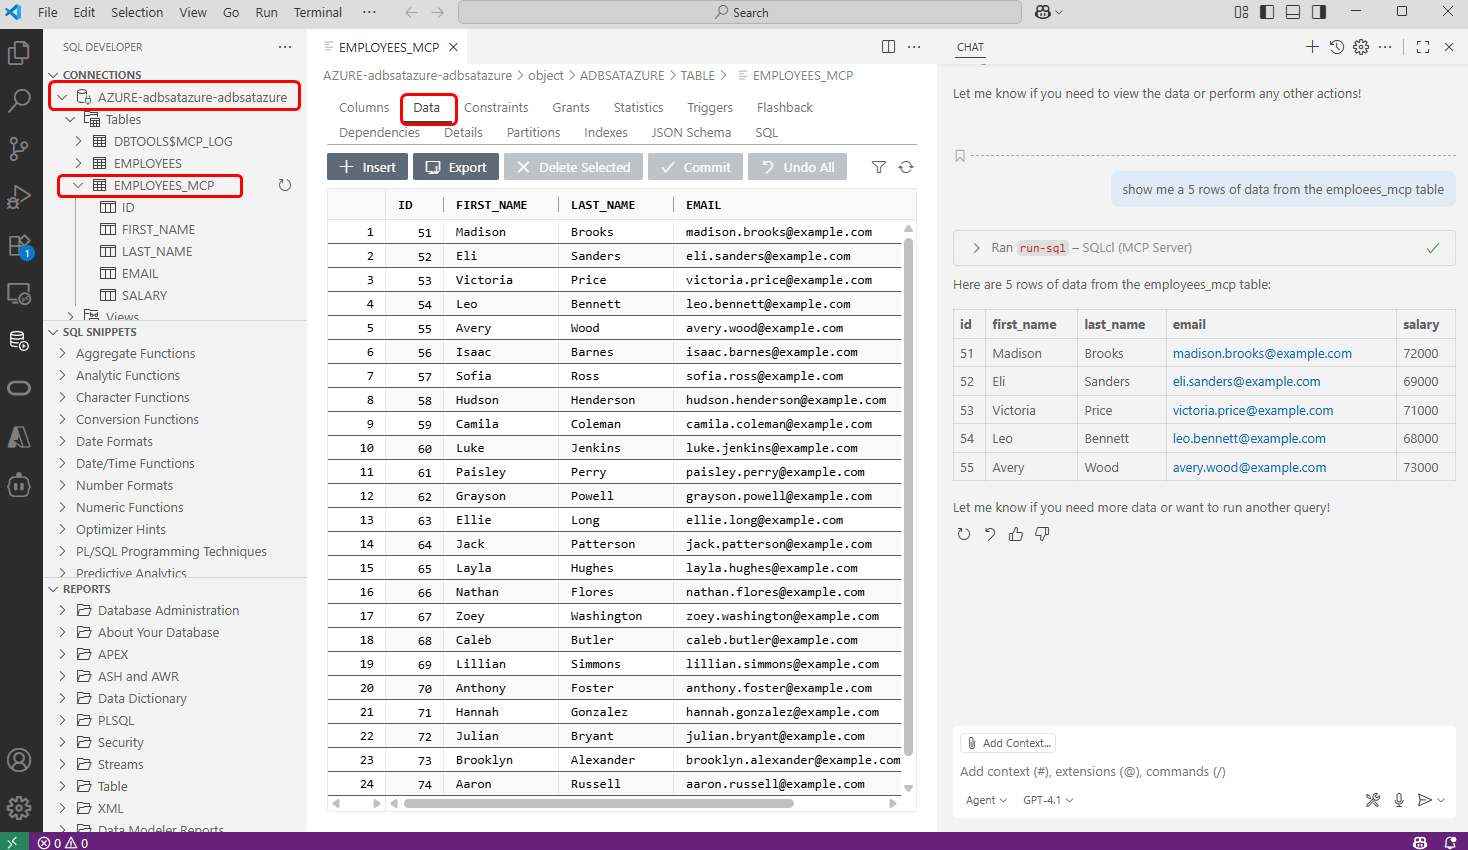 File Edit Selection View Go Run Terminal ··· Search
SQL DEVELOPER ···
CONNECTIONS
AZURE-adbsatazure-adbsatazure
Tables
DBTOOLS$MCP_LOG
EMPLOYEES
EMPLOYEES_MCP
ID
FIRST_NAME
LAST_NAME
EMAIL
SALARY
Views
SQL SNIPPETS
Aggregate Functions
Analytic Functions
Character Functions
Conversion Functions
Date Formats
Date/Time Functions
Number Formats
Numeric Functions
Optimizer Hints
PL/SQL Programming Techniques
Predictive Analytics
REPORTS
Database Administration
About Your Database
APEX
ASH and AWR
Data Dictionary
PLSQL
Security
Streams
Table
XML
Data Modeler Reports
1
0 0
EMPLOYEES_MCP
AZURE-adbsatazure-adbsatazure > object > ADBSATAZURE > TABLE > EMPLOYEES_MCP
Columns Data Constraints Grants Statistics Triggers Flashback
Dependencies Details Partitions Indexes JSON Schema SQL
Insert Export Delete Selected Commit Undo All
ID FIRST_NAME LAST_NAME EMAIL
1 51 Madison Brooks madison.brooks@example.com
2 52 Eli Sanders eli.sanders@example.com
3 53 Victoria Price victoria.price@example.com
4 54 Leo Bennett leo.bennett@example.com
5 55 Avery Wood avery.wood@example.com
6 56 Isaac Barnes isaac.barnes@example.com
7 57 Sofia Ross sofia.ross@example.com
8 58 Hudson Henderson hudson.henderson@example.com
9 59 Camila Coleman camila.coleman@example.com
10 60 Luke Jenkins luke.jenkins@example.com
11 61 Paisley Perry paisley.perry@example.com
12 62 Grayson Powell grayson.powell@example.com
13 63 Ellie Long ellie.long@example.com
14 64 Jack Patterson jack.patterson@example.com
15 65 Layla Hughes layla.hughes@example.com
16 66 Nathan Flores nathan.flores@example.com
17 67 Zoey Washington zoey.washington@example.com
18 68 Caleb Butler caleb.butler@example.com
19 69 Lillian Simmons lillian.simmons@example.com
20 70 Anthony Foster anthony.foster@example.com
21 71 Hannah Gonzalez hannah.gonzalez@example.com
22 72 Julian Bryant julian.bryant@example.com
23 73 Brooklyn Alexander brooklyn.alexander@example.com
24 74 Aaron Russell aaron.russell@example.com
CHAT
Let me know if you need to view the data or perform any other actions!
show me a 5 rows of data from the emploees_mcp table
Ran run-sql – SQLcl (MCP Server)
Here are 5 rows of data from the employees_mcp table:
id first_name last_name email salary
51 Madison Brooks madison.brooks@example.com 72000
52 Eli Sanders eli.sanders@example.com 69000
53 Victoria Price victoria.price@example.com 71000
54 Leo Bennett leo.bennett@example.com 68000
55 Avery Wood avery.wood@example.com 73000
Let me know if you need more data or want to run another query!
Add Context...
Add context (#), extensions (@), commands (/)
Agent GPT-4.1